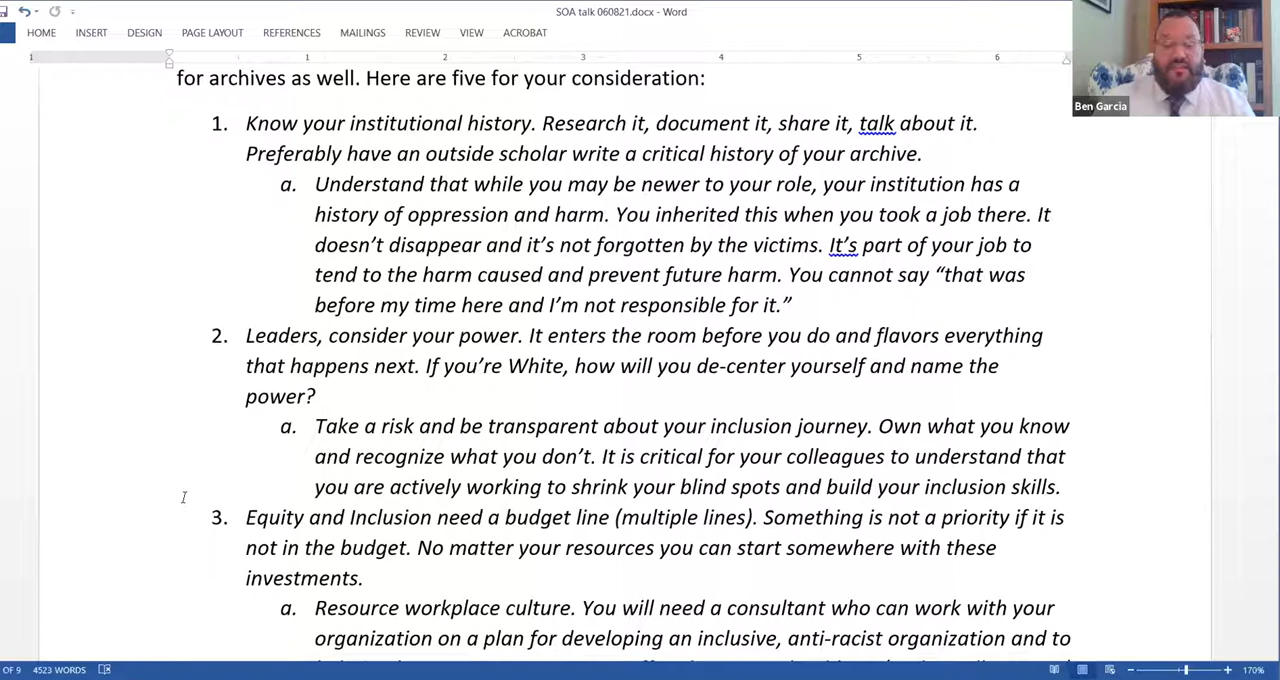 SOA talk 060821.docx - Word
HOME INSERT DESIGN PAGE LAYOUT REFERENCES MAILINGS REVIEW VIEW ACROBAT
1 1 2 3 4 5 6
Ben Garcia
for archives as well. Here are five for your consideration:
1. Know your institutional history. Research it, document it, share it, talk about it.
Preferably have an outside scholar write a critical history of your archive.
a. Understand that while you may be newer to your role, your institution has a
history of oppression and harm. You inherited this when you took a job there. It
doesn’t disappear and it’s not forgotten by the victims. It’s part of your job to
tend to the harm caused and prevent future harm. You cannot say “that was
before my time here and I’m not responsible for it.”
2. Leaders, consider your power. It enters the room before you do and flavors everything
that happens next. If you’re White, how will you de-center yourself and name the
power?
a. Take a risk and be transparent about your inclusion journey. Own what you know
and recognize what you don’t. It is critical for your colleagues to understand that
you are actively working to shrink your blind spots and build your inclusion skills.
3. Equity and Inclusion need a budget line (multiple lines). Something is not a priority if it is
not in the budget. No matter your resources you can start somewhere with these
investments.
a. Resource workplace culture. You will need a consultant who can work with your
organization on a plan for developing an inclusive, anti-racist organization and to
OF 9 4523 WORDS 170%